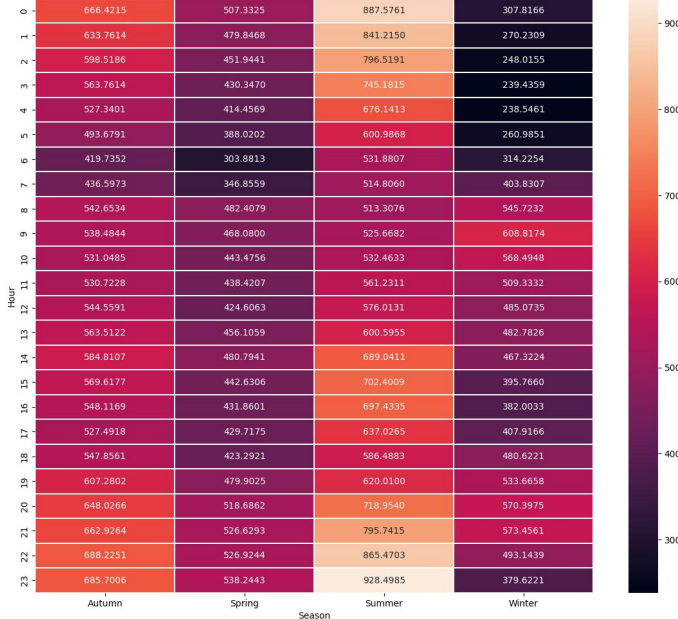 0 666.4215 507.3325 887.5761 307.8166
1 633.7614 479.8468 841.2150 270.2309
2 598.5186 451.9441 796.5191 248.0155
3 563.7614 430.3470 745.1815 239.4359
4 527.3401 414.4569 676.1413 238.5461
5 493.6791 388.0202 600.9868 260.9851
6 419.7352 303.8813 531.8807 314.2254
7 436.5973 346.8559 514.8060 403.8307
8 542.6534 482.4079 513.3076 545.7232
9 538.4844 468.0800 525.6682 608.8174
10 531.0485 443.4756 532.4633 568.4948
11 530.7228 438.4207 561.2311 509.3332
12 544.5591 424.6063 576.0131 485.0735
13 563.5122 456.1059 600.5955 482.7826
14 584.8107 480.7941 689.0411 467.3224
15 569.6177 442.6306 702.4009 395.7660
16 548.1169 431.8601 697.4335 382.0033
17 527.4918 429.7175 637.0265 407.9166
18 547.8561 423.2921 586.4883 480.6221
19 607.2802 479.9025 620.0100 533.6658
20 648.0266 518.6862 718.9540 570.3975
21 662.9264 526.6293 795.7415 573.4561
22 688.2251 526.9244 865.4703 493.1439
23 685.7006 538.2443 928.4985 379.6221
Hour
Autumn Spring Summer Winter
Season
900
800
700
600
500
400
300